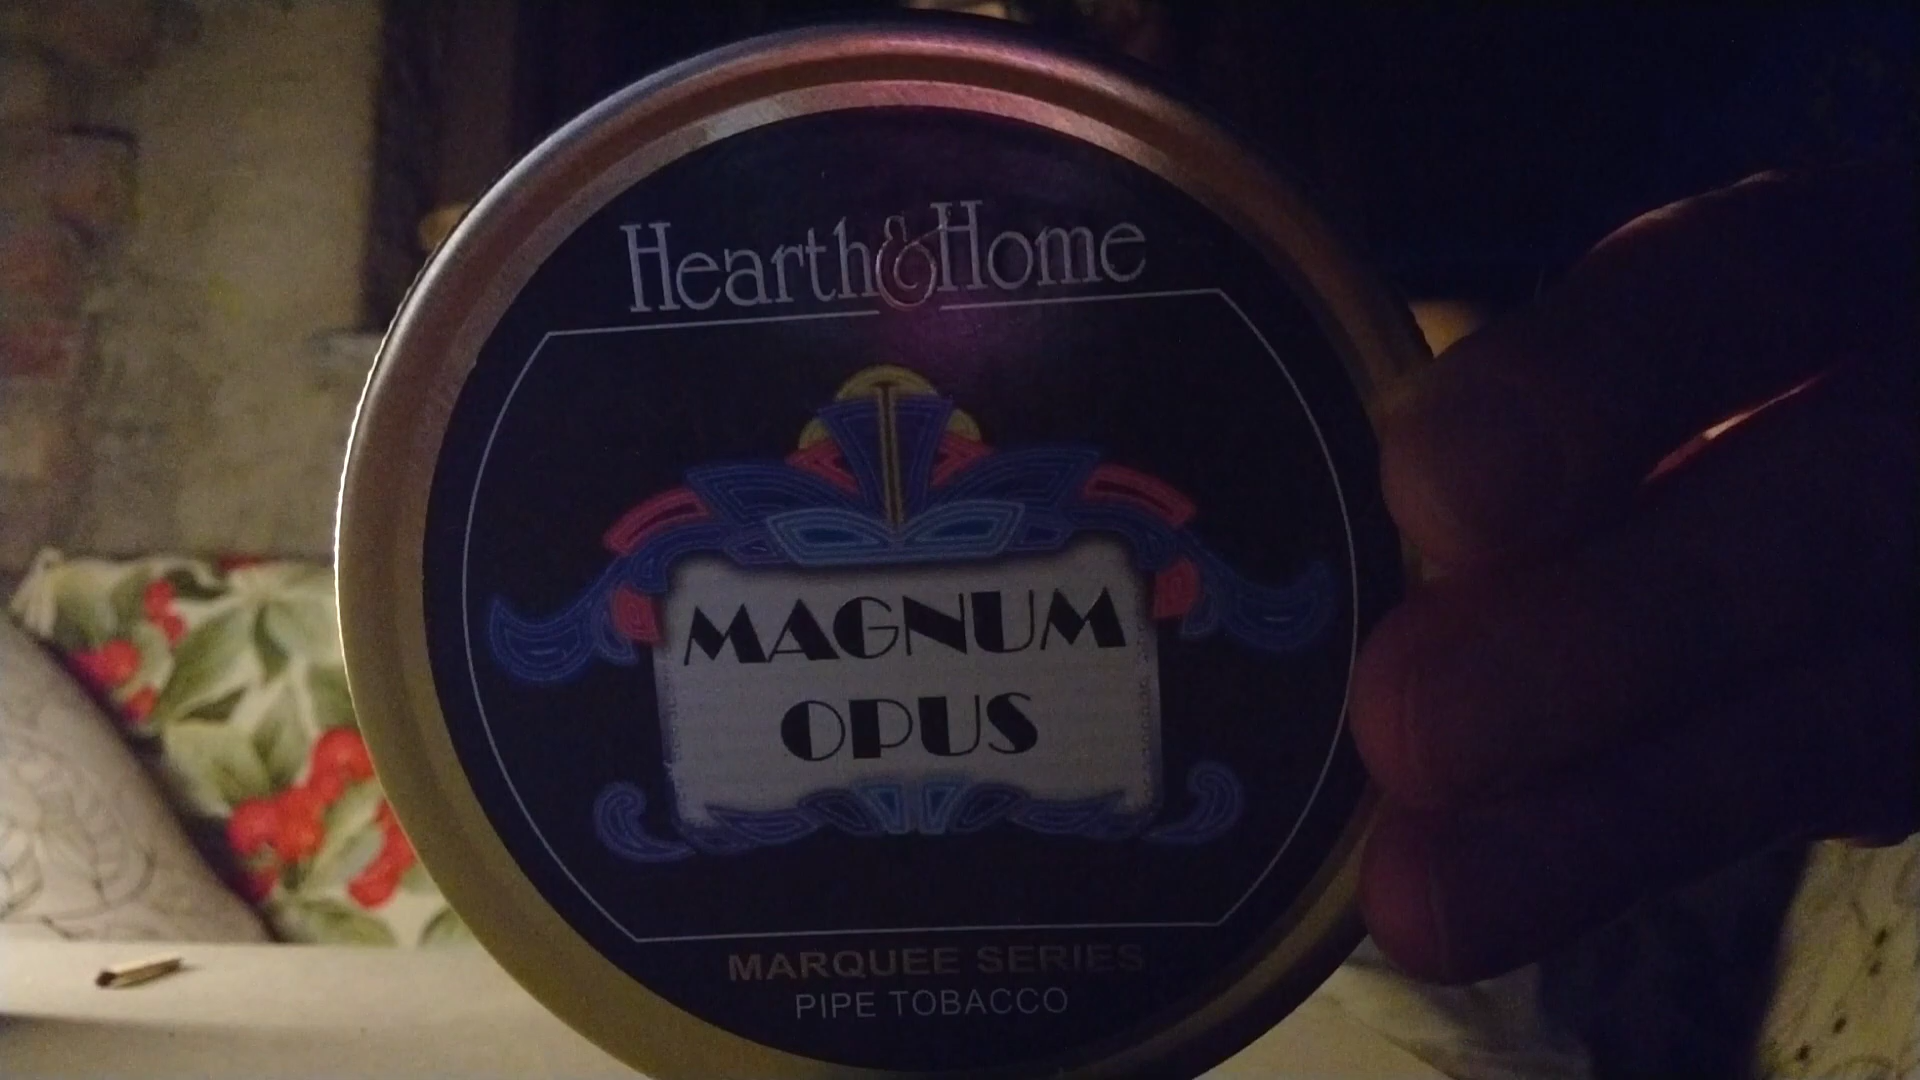 Hearth & Home
MAGNUM
OPUS
MARQUEE SERIES
PIPE TOBACCO